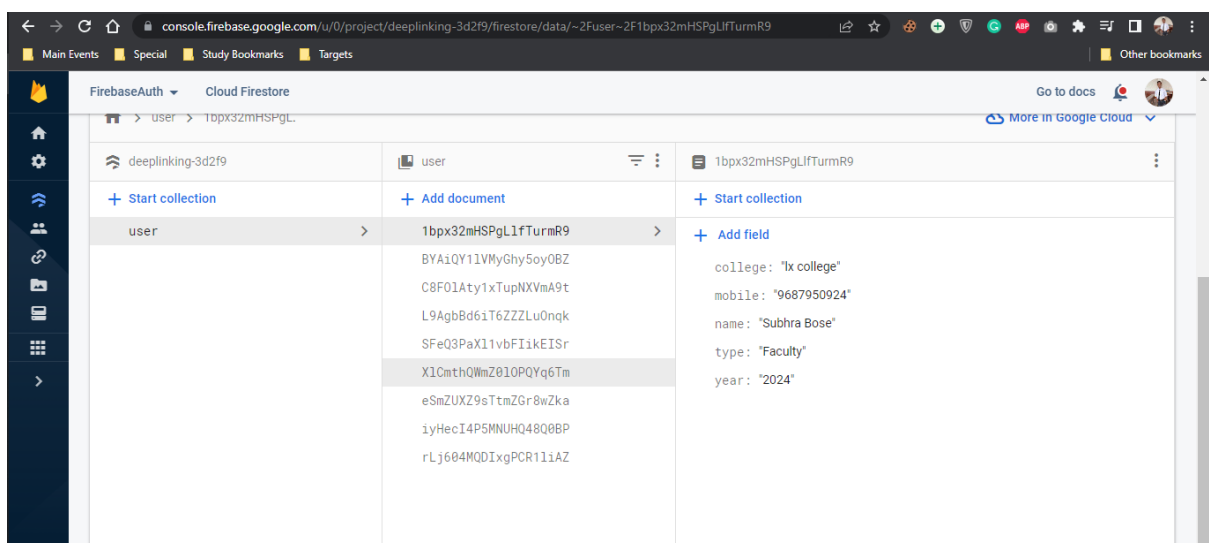 console.firebase.google.com/u/0/project/deeplinking-3d2f9/firestore/data/~2Fuser~2F1bpx32mHSPgLlfTurmR9
Main Events Special Study Bookmarks Targets Other bookmarks
FirebaseAuth Cloud Firestore Go to docs
> user > 1bpx32mHSPgL. More in Google Cloud
deeplinking-3d2f9 user 1bpx32mHSPgLlfTurmR9
+ Start collection + Add document + Start collection
user 1bpx32mHSPgLlfTurmR9 + Add field
BYAiQY1lVMyGhy5oyOBZ
college: "lx college"
C8FOlAty1xTupNXVmA9t
mobile: "9687950924"
L9AgbBd6iT6ZZZLuOnqk
name: "Subhra Bose"
SFeQ3PaXl1vbFIikEISr
type: "Faculty"
XlCmthQWmZ0lOPQYq6Tm
year: "2024"
eSmZUXZ9sTtmZGr8wZka
iyHecI4P5MNUHQ48Q0BP
rLj604MQDIxgPCR1liAZ